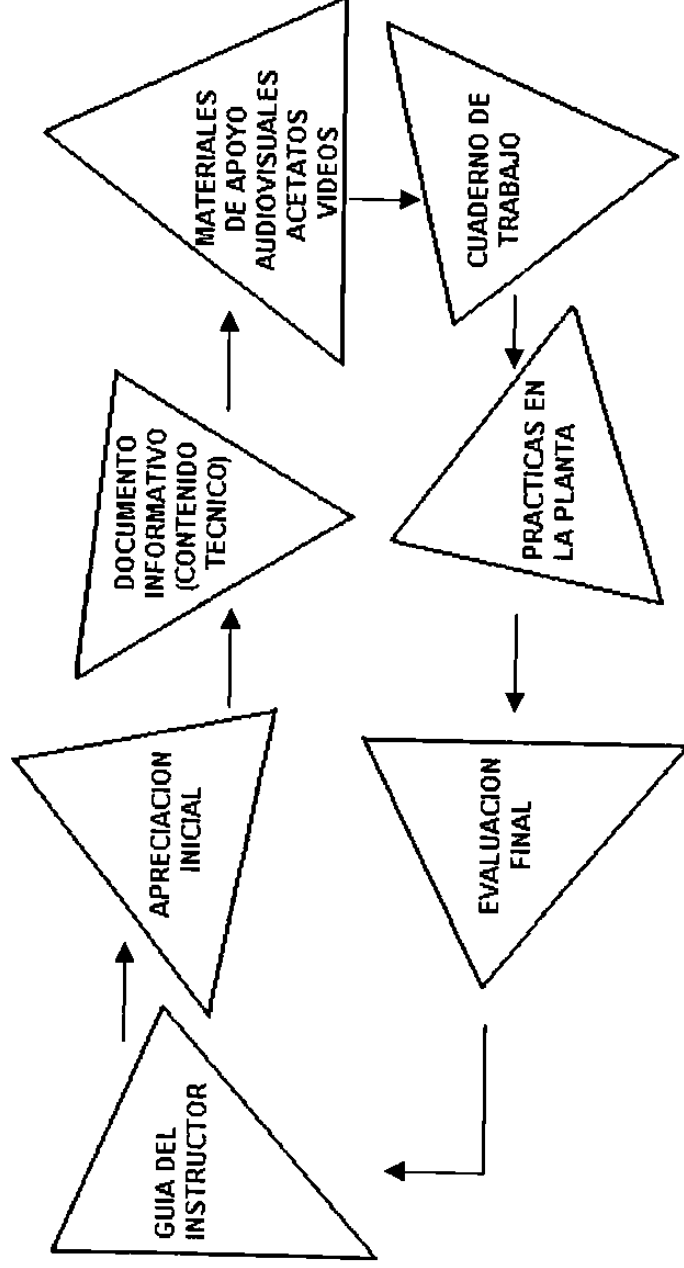 GUIA DEL
INSTRUCTOR
APRECIACION
INICIAL
DOCUMENTO
INFORMATIVO
(CONTENIDO
TECNICO)
MATERIALES
DE APOYO
AUDIOVISUALES
ACETATOS
VIDEOS
CUADERNO DE
TRABAJO
PRACTICAS EN
LA PLANTA
EVALUACION
FINAL